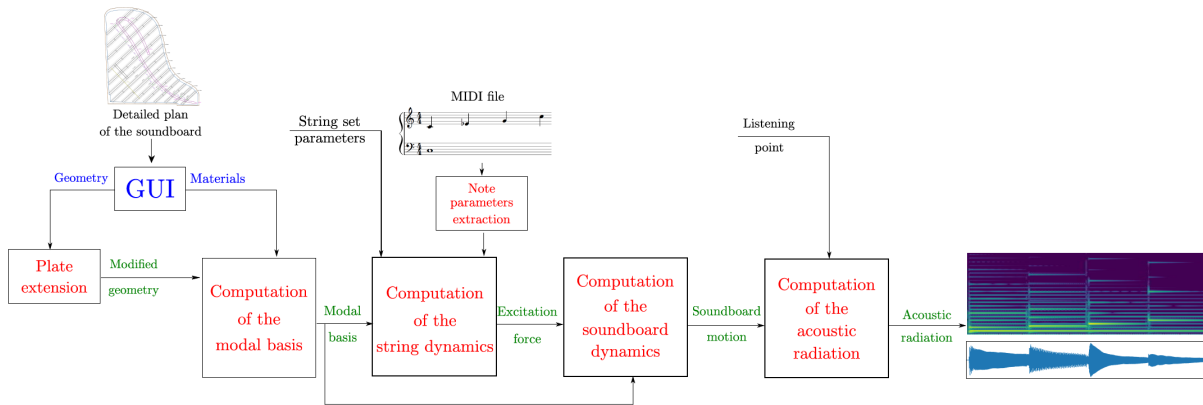 Detailed plan
of the soundboard
MIDI file
String set
parameters
Listening
point
Geometry
GUI
Materials
Note
parameters
extraction
Plate
extension
Modified
geometry
Computation
of the
modal basis
Modal
basis
Computation
of the
string dynamics
Excitation
force
Computation
of the
soundboard
dynamics
Soundboard
motion
Computation
of the
acoustic
radiation
Acoustic
radiation